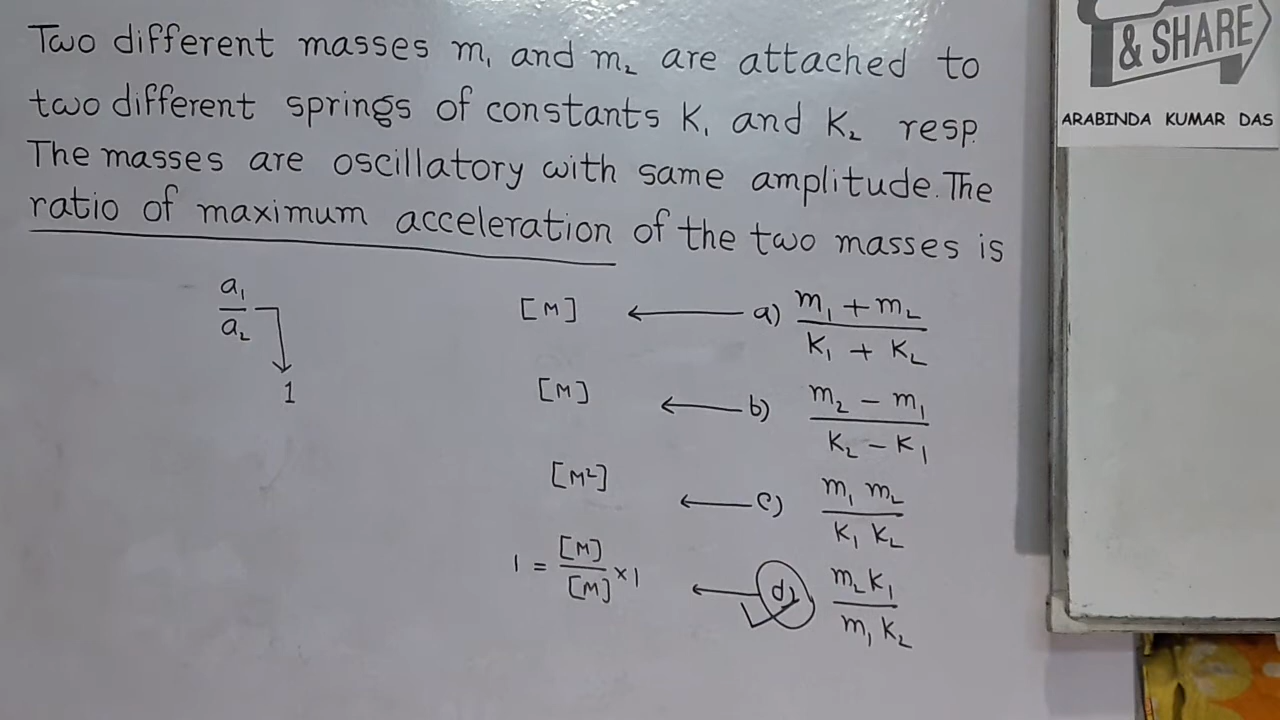 Two different masses m₁ and m₂ are attached to
two different springs of constants K₁ and K₂ resp.
The masses are oscillatory with same amplitude. The
ratio of maximum acceleration of the two masses is
a₁/a₂
1
[M] ← a) (m₁ + m₂)/(K₁ + K₂)
[M] ← b) (m₂ − m₁)/(K₂ − K₁)
[M²] ← c) (m₁ m₂)/(K₁ K₂)
1 = [M]/[M] × 1 ← d) (m₂ K₁)/(m₁ K₂)
& SHARE
ARABINDA KUMAR DAS